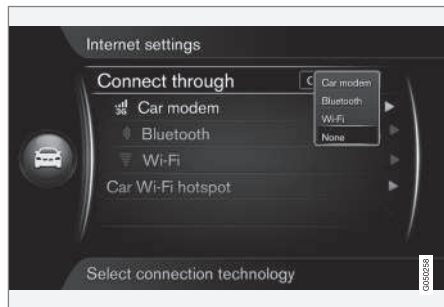 Internet settings
Connect through
Car modem
Bluetooth
Wi-Fi
None
3G Car modem
Bluetooth
Wi-Fi
Car Wi-Fi hotspot
Select connection technology
G050258